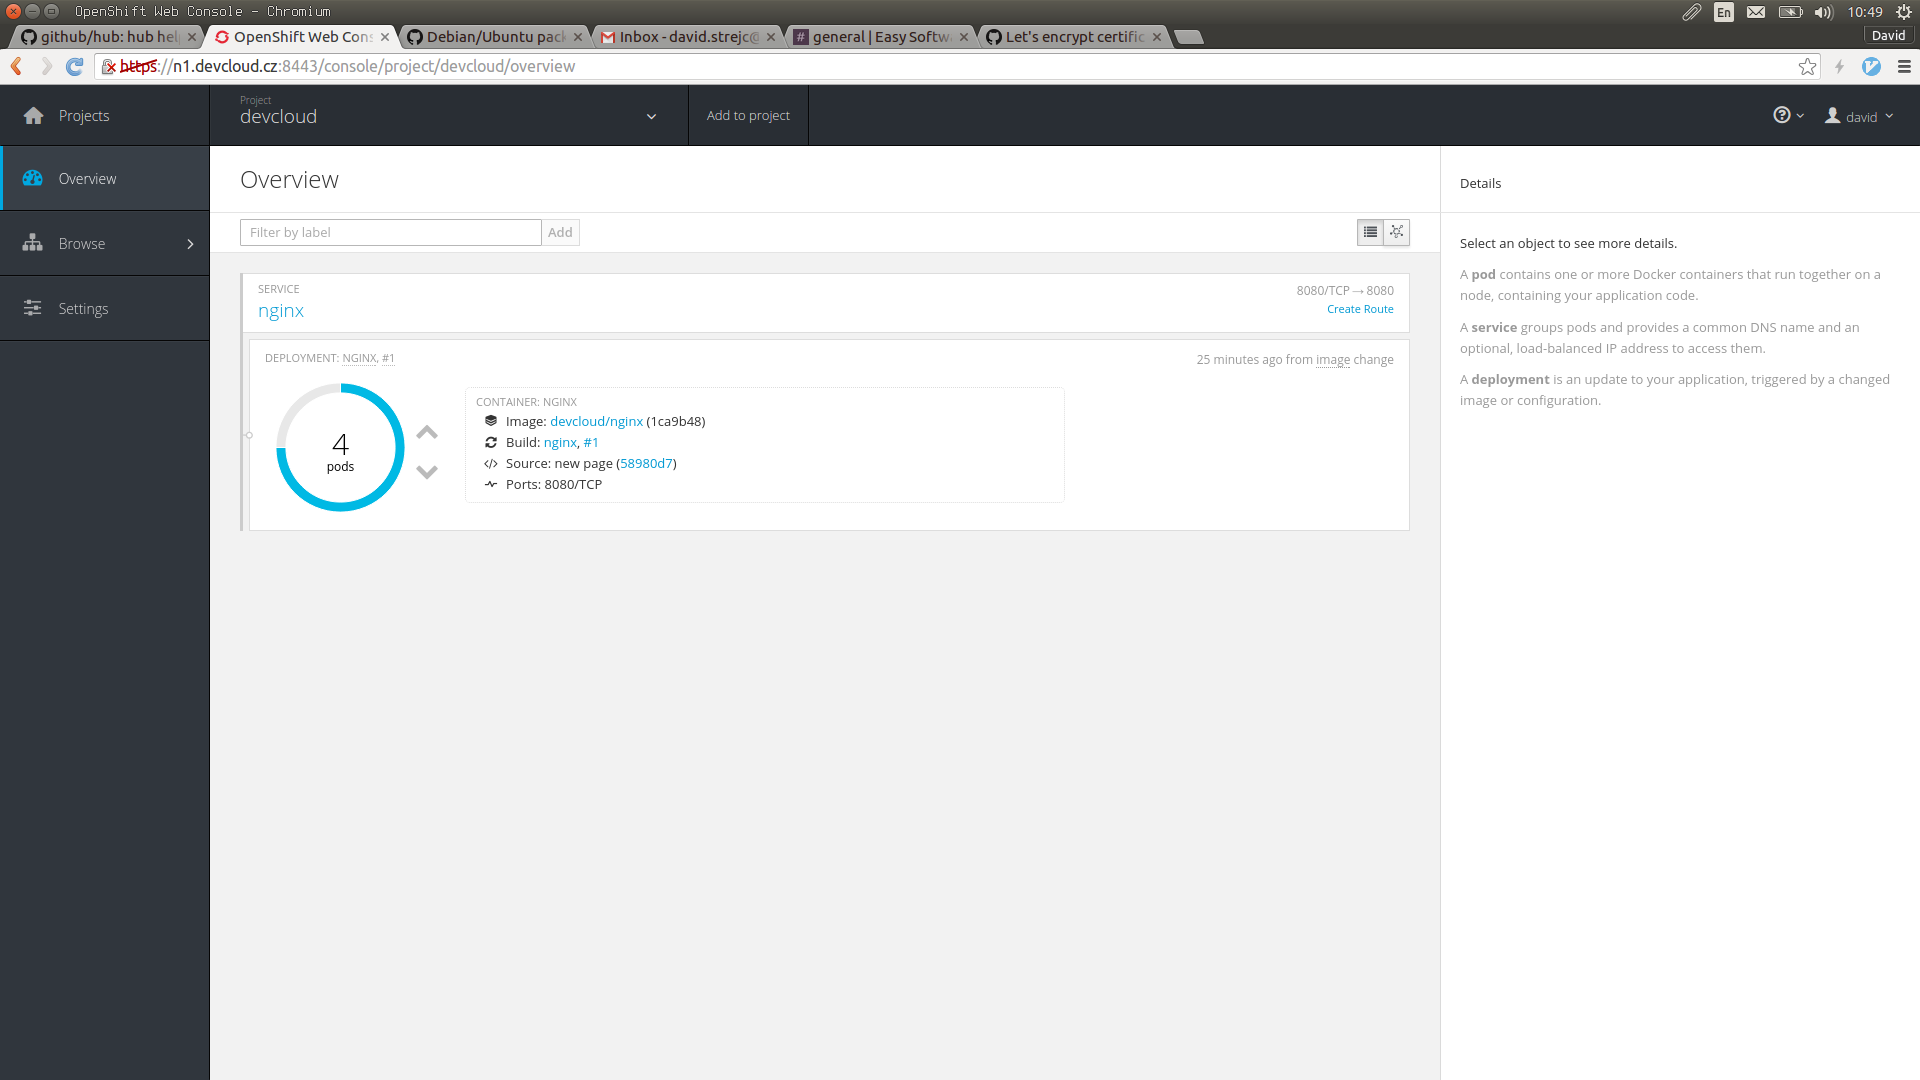 OpenShift Web Console - Chromium
En
10:49
github/hub: hub hel
OpenShift Web Cons
Debian/Ubuntu pack
Inbox - david.strejc@
# general | Easy Softw
Let's encrypt certific
David
https://n1.devcloud.cz:8443/console/project/devcloud/overview
Projects
Project
devcloud
Add to project
david
Overview
Browse
Settings
Overview
Filter by label
Add
SERVICE
nginx
8080/TCP → 8080
Create Route
DEPLOYMENT: NGINX, #1
25 minutes ago from image change
4
pods
CONTAINER: NGINX
Image: devcloud/nginx (1ca9b48)
Build: nginx, #1
Source: new page (58980d7)
Ports: 8080/TCP
Details
Select an object to see more details.
A pod contains one or more Docker containers that run together on a
node, containing your application code.
A service groups pods and provides a common DNS name and an
optional, load-balanced IP address to access them.
A deployment is an update to your application, triggered by a changed
image or configuration.